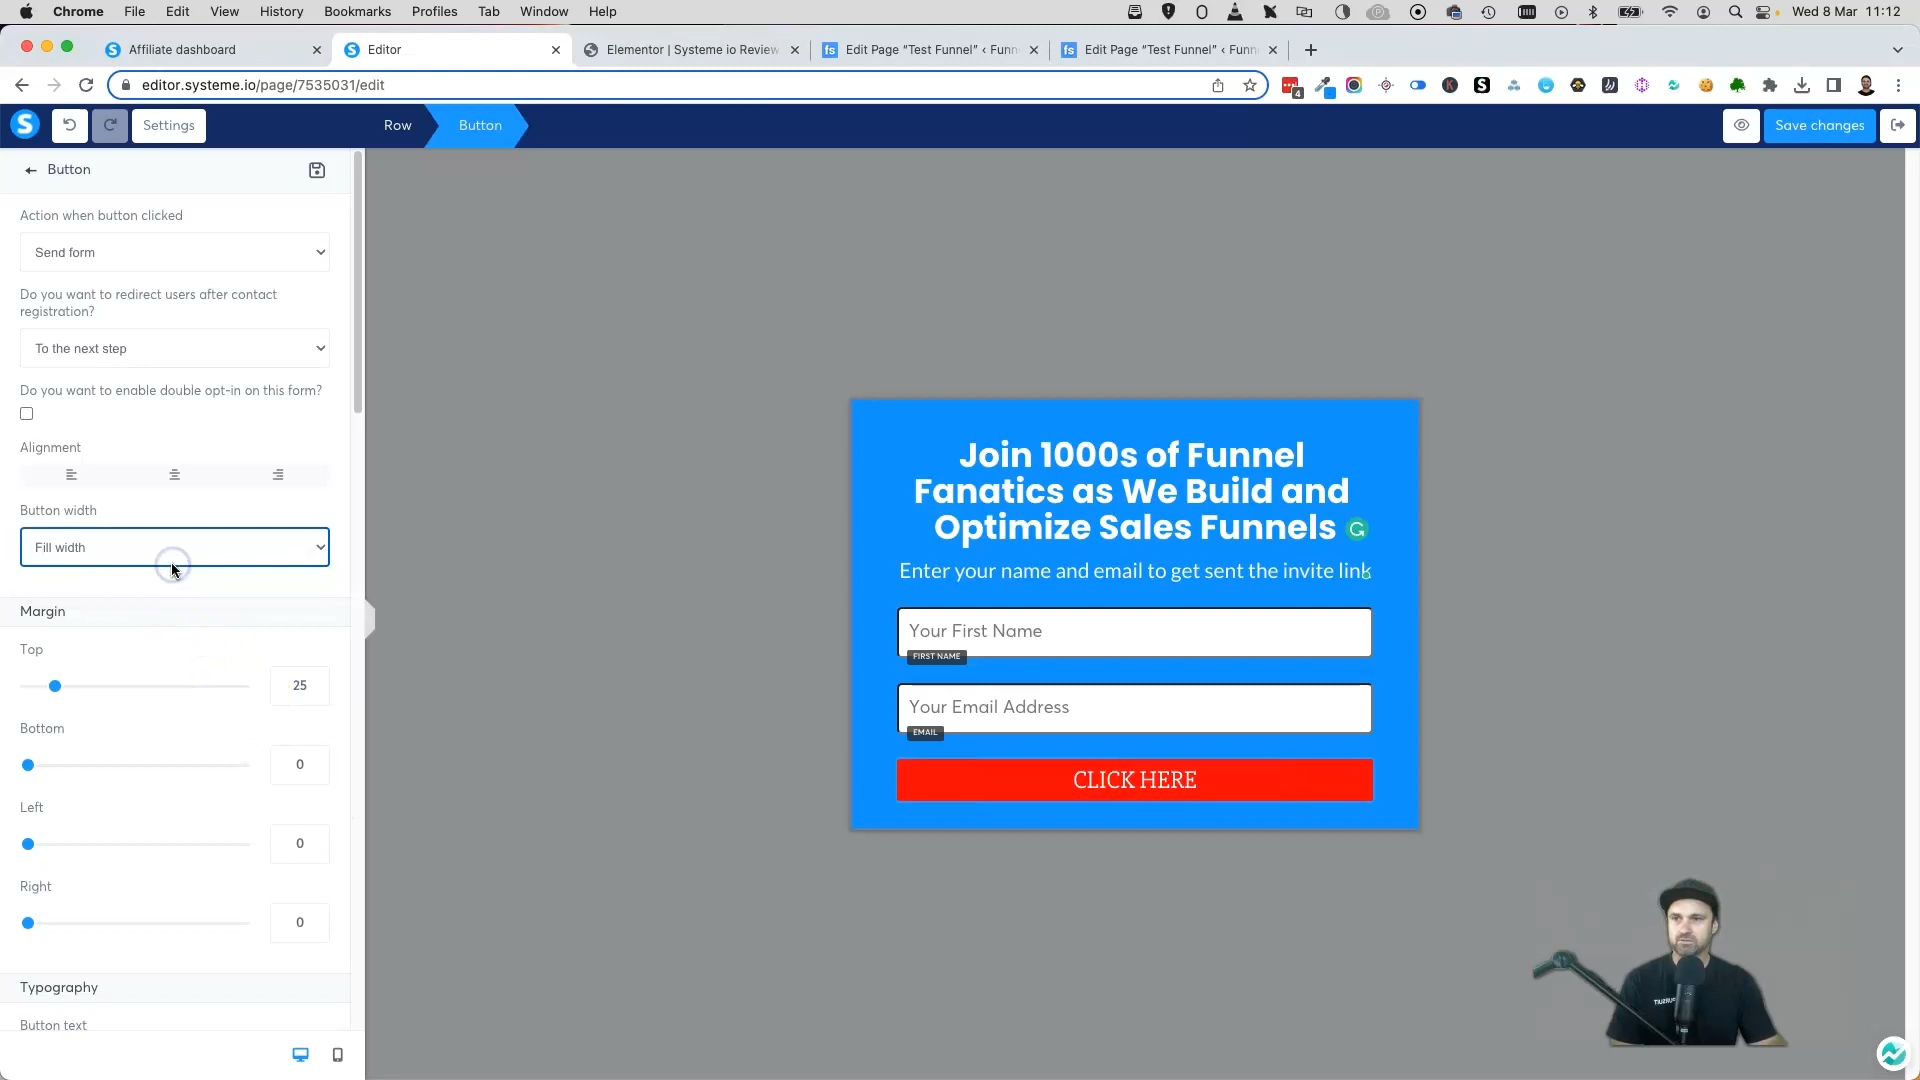 Chrome File Edit View History Bookmarks Profiles Tab Window Help Wed 8 Mar 11:12
Affiliate dashboard
Editor
Elementor | Systeme io Review
Edit Page “Test Funnel” ‹ Funn
Edit Page “Test Funnel” ‹ Funn
editor.systeme.io/page/7535031/edit
4
Settings
Row
Button
Save changes
Button
Action when button clicked
Send form
Do you want to redirect users after contact
registration?
To the next step
Do you want to enable double opt-in on this form?
Alignment
Button width
Fill width
Margin
Top
25
Bottom
0
Left
0
Right
0
Typography
Button text
Join 1000s of Funnel
Fanatics as We Build and
Optimize Sales Funnels
Enter your name and email to get sent the invite link
Your First Name
FIRST NAME
Your Email Address
EMAIL
CLICK HERE